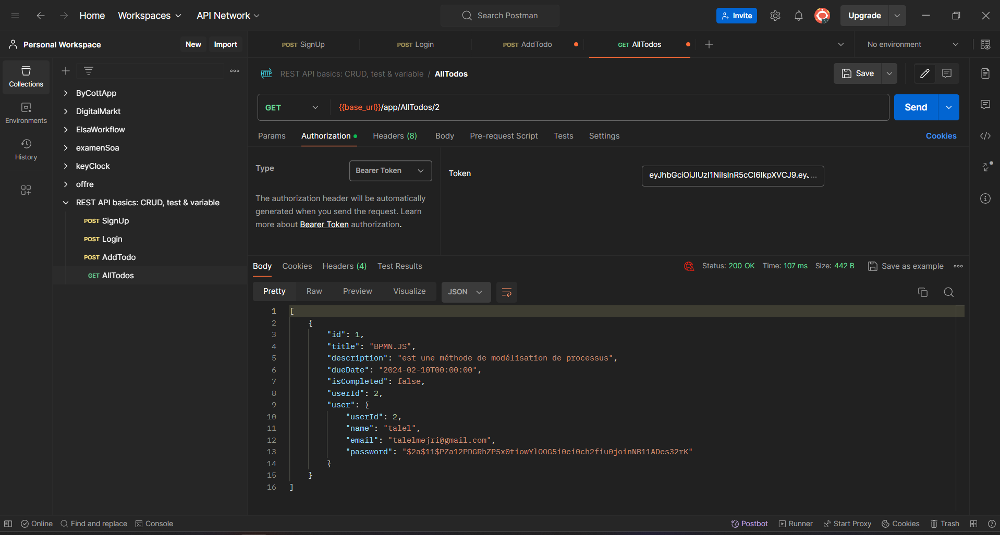 Home Workspaces API Network Search Postman Invite Upgrade
Personal Workspace New Import POST SignUp POST Login POST AddTodo GET AllTodos No environment
Collections
Environments
History
ByCottApp
DigitalMarkt
ElsaWorkflow
examenSoa
keyClock
offre
REST API basics: CRUD, test & variable
POST SignUp
POST Login
POST AddTodo
GET AllTodos
HTTP REST API basics: CRUD, test & variable / AllTodos Save
GET {{base_url}}/app/AllTodos/2 Send
Params Authorization Headers (8) Body Pre-request Script Tests Settings Cookies
Type Bearer Token
The authorization header will be automatically
generated when you send the request. Learn
more about Bearer Token authorization.
Token eyJhbGciOiJIUzI1NiIsInR5cCI6IkpXVCJ9.eyJ...
Body Cookies Headers (4) Test Results Status: 200 OK Time: 107 ms Size: 442 B Save as example
Pretty Raw Preview Visualize JSON
1 [
2 {
3 "id": 1,
4 "title": "BPMN.JS",
5 "description": "est une méthode de modélisation de processus",
6 "dueDate": "2024-02-10T00:00:00",
7 "isCompleted": false,
8 "userId": 2,
9 "user": {
10 "userId": 2,
11 "name": "talel",
12 "email": "talelmejri@gmail.com",
13 "password": "$2a$11$PZa12PDGRhZP5x0tiowYlOOG5i0ei0ch2fiu0joinNB11ADes32rK"
14 }
15 }
16 ]
Online Find and replace Console Postbot Runner Start Proxy Cookies Trash